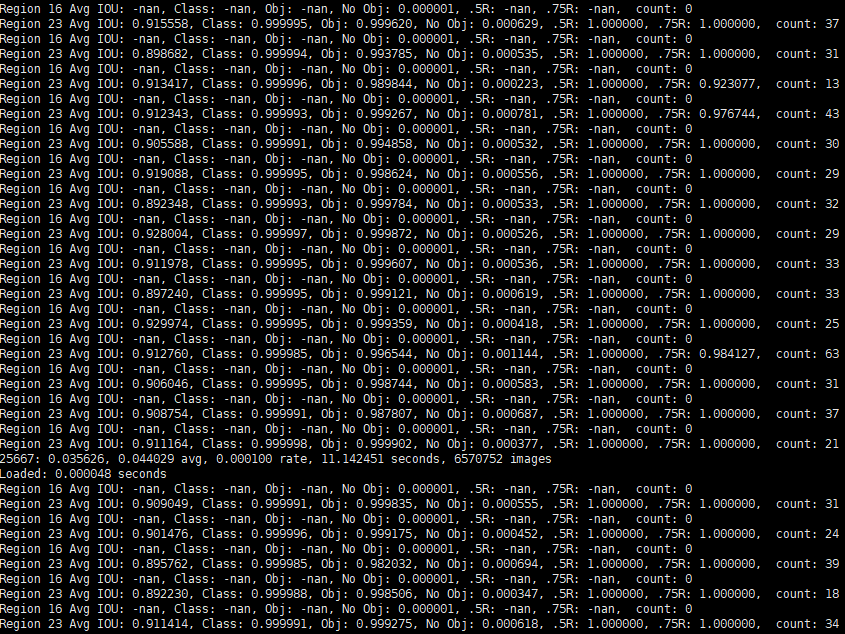 Region 16 Avg IOU: -nan, Class: -nan, Obj: -nan, No Obj: 0.000001, .5R: -nan, .75R: -nan,  count: 0
Region 23 Avg IOU: 0.915558, Class: 0.999995, Obj: 0.999620, No Obj: 0.000629, .5R: 1.000000, .75R: 1.000000,  count: 37
Region 16 Avg IOU: -nan, Class: -nan, Obj: -nan, No Obj: 0.000001, .5R: -nan, .75R: -nan,  count: 0
Region 23 Avg IOU: 0.898682, Class: 0.999994, Obj: 0.993785, No Obj: 0.000535, .5R: 1.000000, .75R: 1.000000,  count: 31
Region 16 Avg IOU: -nan, Class: -nan, Obj: -nan, No Obj: 0.000001, .5R: -nan, .75R: -nan,  count: 0
Region 23 Avg IOU: 0.913417, Class: 0.999996, Obj: 0.989844, No Obj: 0.000223, .5R: 1.000000, .75R: 0.923077,  count: 13
Region 16 Avg IOU: -nan, Class: -nan, Obj: -nan, No Obj: 0.000001, .5R: -nan, .75R: -nan,  count: 0
Region 23 Avg IOU: 0.912343, Class: 0.999993, Obj: 0.999267, No Obj: 0.000781, .5R: 1.000000, .75R: 0.976744,  count: 43
Region 16 Avg IOU: -nan, Class: -nan, Obj: -nan, No Obj: 0.000001, .5R: -nan, .75R: -nan,  count: 0
Region 23 Avg IOU: 0.905588, Class: 0.999991, Obj: 0.994858, No Obj: 0.000532, .5R: 1.000000, .75R: 1.000000,  count: 30
Region 16 Avg IOU: -nan, Class: -nan, Obj: -nan, No Obj: 0.000001, .5R: -nan, .75R: -nan,  count: 0
Region 23 Avg IOU: 0.919088, Class: 0.999995, Obj: 0.998624, No Obj: 0.000556, .5R: 1.000000, .75R: 1.000000,  count: 29
Region 16 Avg IOU: -nan, Class: -nan, Obj: -nan, No Obj: 0.000001, .5R: -nan, .75R: -nan,  count: 0
Region 23 Avg IOU: 0.892348, Class: 0.999993, Obj: 0.999784, No Obj: 0.000533, .5R: 1.000000, .75R: 1.000000,  count: 32
Region 16 Avg IOU: -nan, Class: -nan, Obj: -nan, No Obj: 0.000001, .5R: -nan, .75R: -nan,  count: 0
Region 23 Avg IOU: 0.928004, Class: 0.999997, Obj: 0.999872, No Obj: 0.000526, .5R: 1.000000, .75R: 1.000000,  count: 29
Region 16 Avg IOU: -nan, Class: -nan, Obj: -nan, No Obj: 0.000001, .5R: -nan, .75R: -nan,  count: 0
Region 23 Avg IOU: 0.911978, Class: 0.999995, Obj: 0.999607, No Obj: 0.000536, .5R: 1.000000, .75R: 1.000000,  count: 33
Region 16 Avg IOU: -nan, Class: -nan, Obj: -nan, No Obj: 0.000001, .5R: -nan, .75R: -nan,  count: 0
Region 23 Avg IOU: 0.897240, Class: 0.999995, Obj: 0.999121, No Obj: 0.000619, .5R: 1.000000, .75R: 1.000000,  count: 33
Region 16 Avg IOU: -nan, Class: -nan, Obj: -nan, No Obj: 0.000001, .5R: -nan, .75R: -nan,  count: 0
Region 23 Avg IOU: 0.929974, Class: 0.999995, Obj: 0.999359, No Obj: 0.000418, .5R: 1.000000, .75R: 1.000000,  count: 25
Region 16 Avg IOU: -nan, Class: -nan, Obj: -nan, No Obj: 0.000001, .5R: -nan, .75R: -nan,  count: 0
Region 23 Avg IOU: 0.912760, Class: 0.999985, Obj: 0.996544, No Obj: 0.001144, .5R: 1.000000, .75R: 0.984127,  count: 63
Region 16 Avg IOU: -nan, Class: -nan, Obj: -nan, No Obj: 0.000001, .5R: -nan, .75R: -nan,  count: 0
Region 23 Avg IOU: 0.906046, Class: 0.999995, Obj: 0.998744, No Obj: 0.000583, .5R: 1.000000, .75R: 1.000000,  count: 31
Region 16 Avg IOU: -nan, Class: -nan, Obj: -nan, No Obj: 0.000001, .5R: -nan, .75R: -nan,  count: 0
Region 23 Avg IOU: 0.908754, Class: 0.999991, Obj: 0.987807, No Obj: 0.000687, .5R: 1.000000, .75R: 1.000000,  count: 37
Region 16 Avg IOU: -nan, Class: -nan, Obj: -nan, No Obj: 0.000001, .5R: -nan, .75R: -nan,  count: 0
Region 23 Avg IOU: 0.911164, Class: 0.999998, Obj: 0.999902, No Obj: 0.000377, .5R: 1.000000, .75R: 1.000000,  count: 21
25667: 0.035626, 0.044029 avg, 0.000100 rate, 11.142451 seconds, 6570752 images
Loaded: 0.000048 seconds
Region 16 Avg IOU: -nan, Class: -nan, Obj: -nan, No Obj: 0.000001, .5R: -nan, .75R: -nan,  count: 0
Region 23 Avg IOU: 0.909049, Class: 0.999991, Obj: 0.999835, No Obj: 0.000555, .5R: 1.000000, .75R: 1.000000,  count: 31
Region 16 Avg IOU: -nan, Class: -nan, Obj: -nan, No Obj: 0.000001, .5R: -nan, .75R: -nan,  count: 0
Region 23 Avg IOU: 0.901476, Class: 0.999996, Obj: 0.999175, No Obj: 0.000452, .5R: 1.000000, .75R: 1.000000,  count: 24
Region 16 Avg IOU: -nan, Class: -nan, Obj: -nan, No Obj: 0.000001, .5R: -nan, .75R: -nan,  count: 0
Region 23 Avg IOU: 0.895762, Class: 0.999985, Obj: 0.982032, No Obj: 0.000694, .5R: 1.000000, .75R: 1.000000,  count: 39
Region 16 Avg IOU: -nan, Class: -nan, Obj: -nan, No Obj: 0.000001, .5R: -nan, .75R: -nan,  count: 0
Region 23 Avg IOU: 0.892230, Class: 0.999988, Obj: 0.998506, No Obj: 0.000347, .5R: 1.000000, .75R: 1.000000,  count: 18
Region 16 Avg IOU: -nan, Class: -nan, Obj: -nan, No Obj: 0.000001, .5R: -nan, .75R: -nan,  count: 0
Region 23 Avg IOU: 0.911414, Class: 0.999991, Obj: 0.999275, No Obj: 0.000618, .5R: 1.000000, .75R: 1.000000,  count: 34